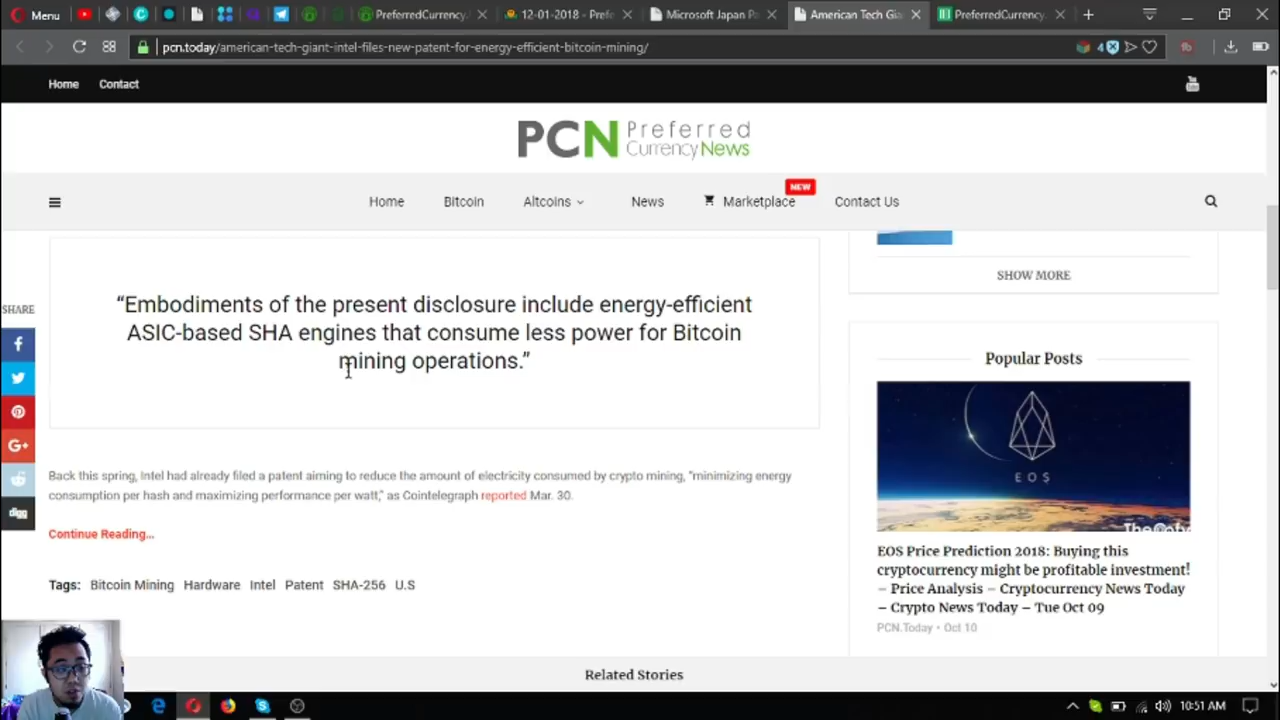 Menu
PreferredCurrency.
12-01-2018 - Prefe
Microsoft Japan Pa
American Tech Gia
PreferredCurrency.
pcn.today/american-tech-giant-intel-files-new-patent-for-energy-efficient-bitcoin-mining/
4
Home Contact
PCN Preferred
CurrencyNews
NEW
Home Bitcoin Altcoins News Marketplace Contact Us
SHOW MORE
SHARE
“Embodiments of the present disclosure include energy-efficient
ASIC-based SHA engines that consume less power for Bitcoin
mining operations.”
Back this spring, Intel had already filed a patent aiming to reduce the amount of electricity consumed by crypto mining, “minimizing energy
consumption per hash and maximizing performance per watt,” as Cointelegraph reported Mar. 30.
Continue Reading...
Tags: Bitcoin Mining Hardware Intel Patent SHA-256 U.S
Popular Posts
EOS
EOS Price Prediction 2018: Buying this
cryptocurrency might be profitable investment!
– Price Analysis – Cryptocurrency News Today
– Crypto News Today – Tue Oct 09
PCN.Today • Oct 10
digg
Related Stories
10:51 AM